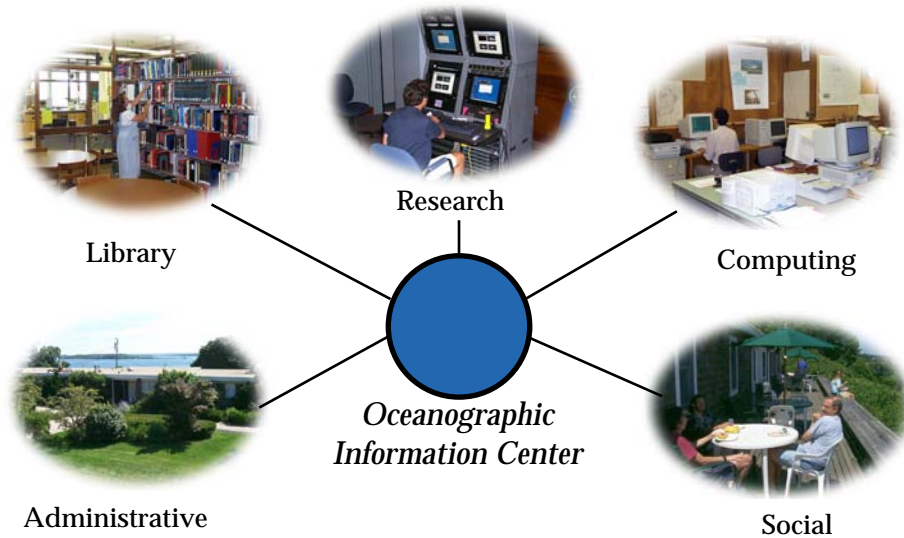 Research
Library
Computing
Oceanographic
Information Center
Administrative
Social